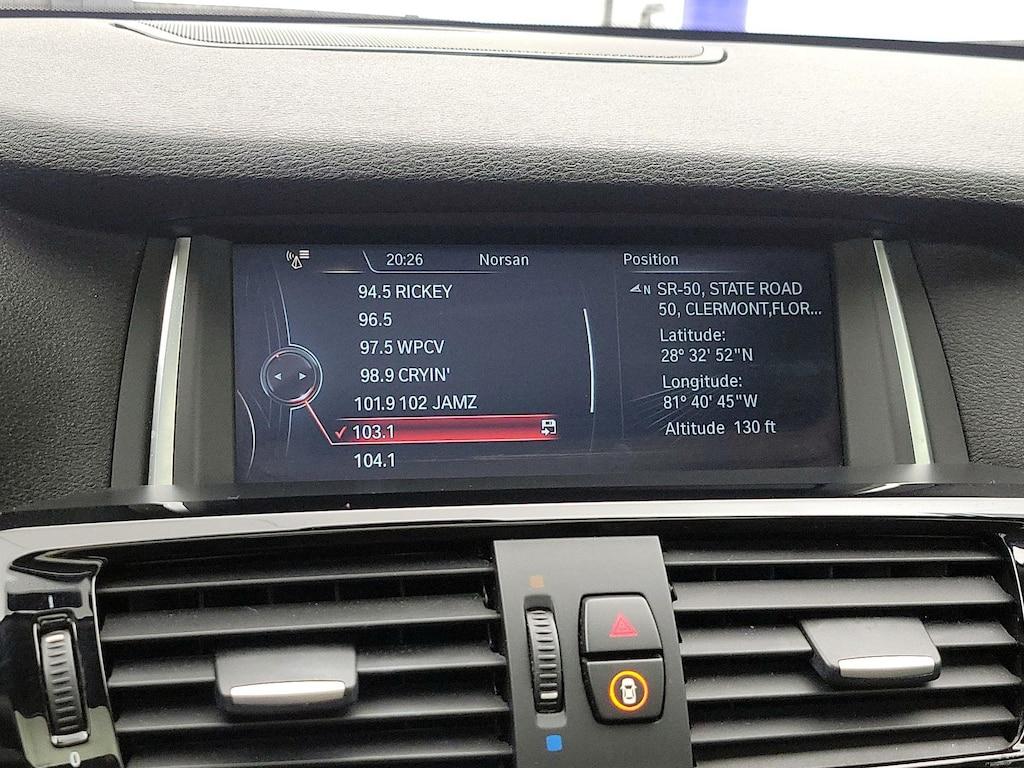 20:26 Norsan
94.5 RICKEY
96.5
97.5 WPCV
98.9 CRYIN'
101.9 102 JAMZ
103.1
104.1
Position
N SR-50, STATE ROAD
50, CLERMONT,FLOR...
Latitude:
28° 32' 52"N
Longitude:
81° 40' 45"W
Altitude 130 ft
0